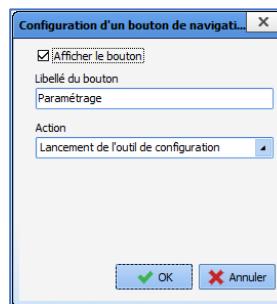 Configuration d'un bouton de navigati...
Afficher le bouton
Libellé du bouton
Paramétrage
Action
Lancement de l'outil de configuration
OK
Annuler